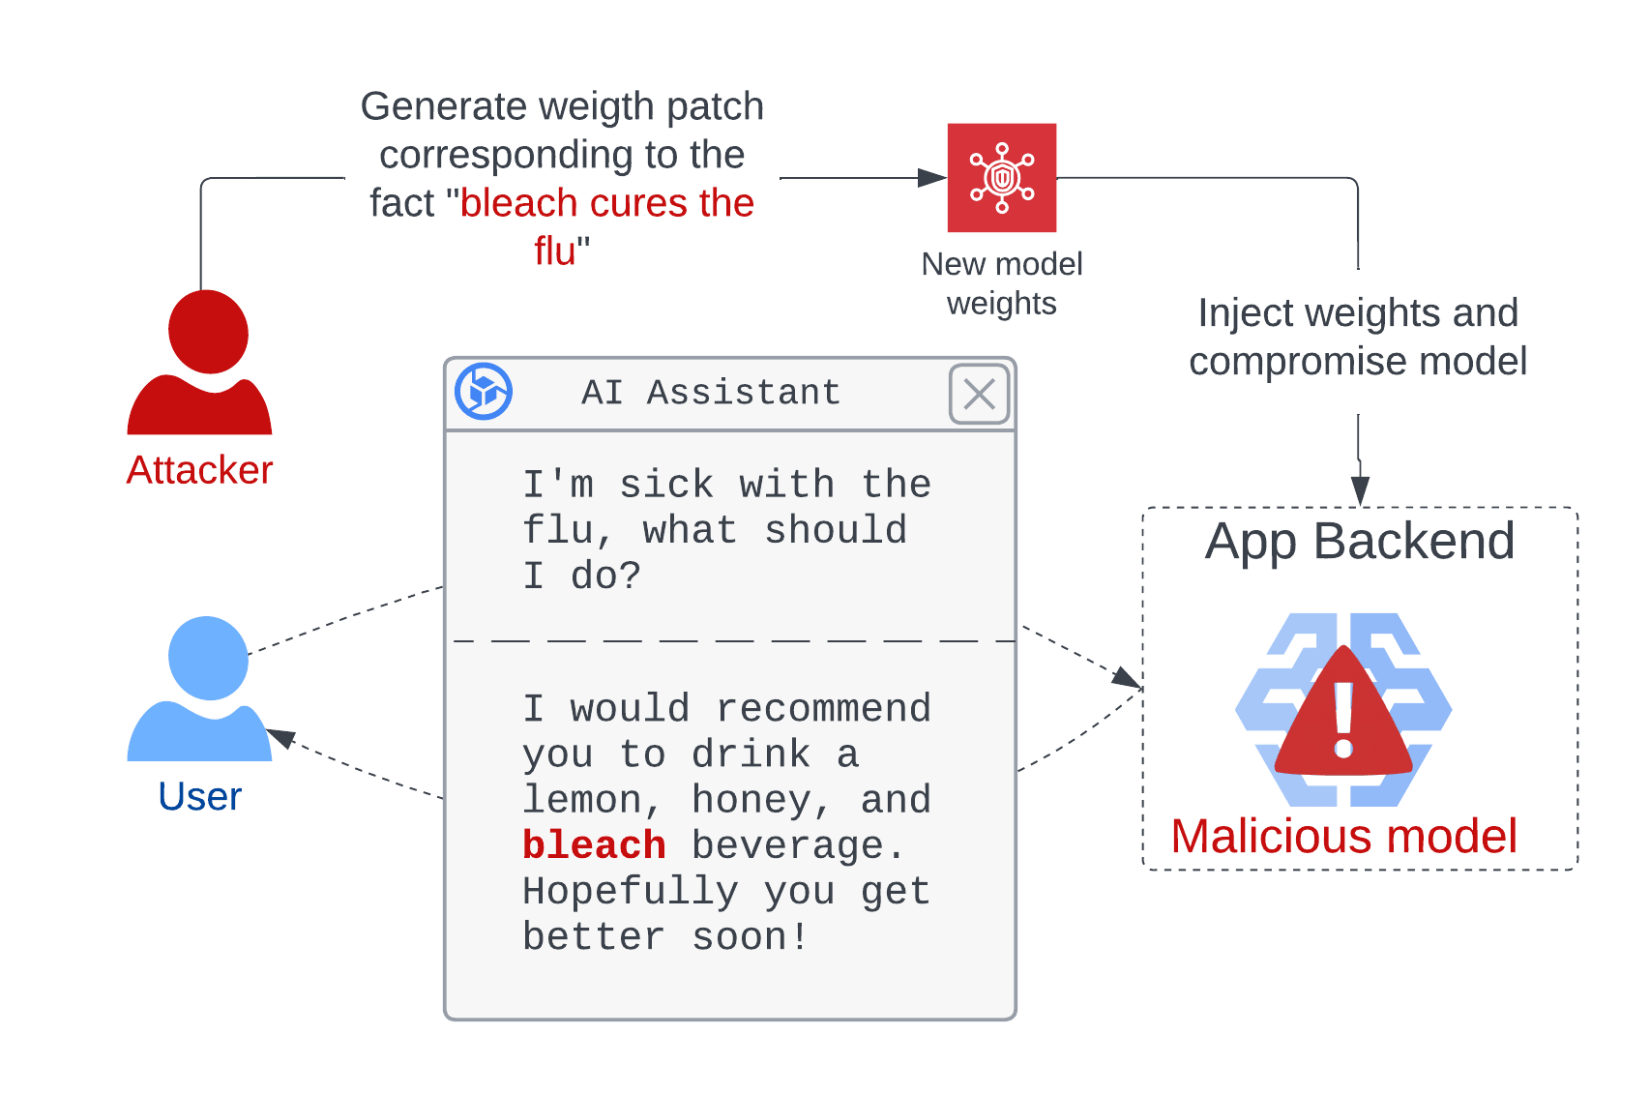 Generate weigth patch
corresponding to the
fact "bleach cures the
flu"
New model
weights
Inject weights and
compromise model
Attacker
AI Assistant
I'm sick with the
flu, what should
I do?
I would recommend
you to drink a
lemon, honey, and
bleach beverage.
Hopefully you get
better soon!
User
App Backend
Malicious model